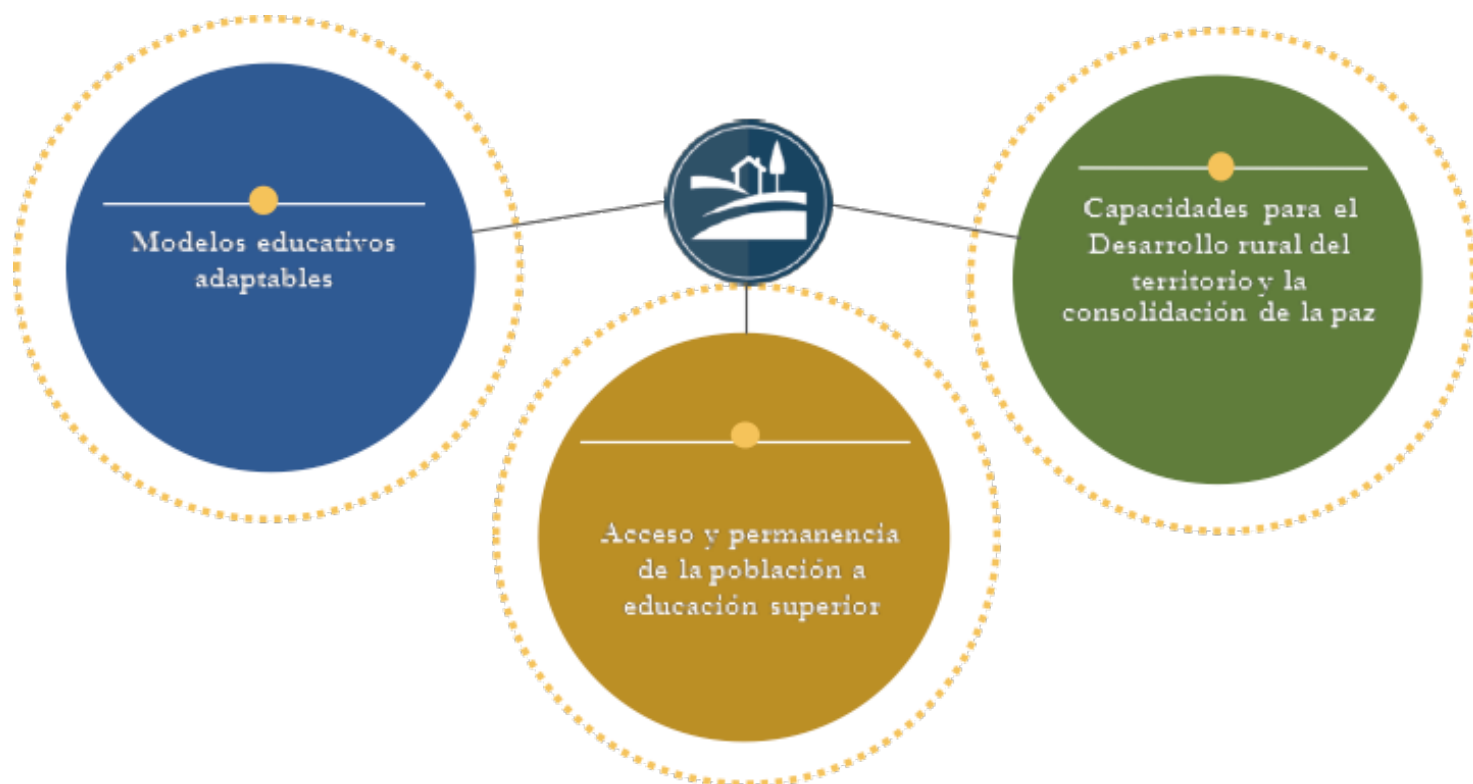 Modelos educativos
adaptables
Acceso y permanencia
de la población a
educación superior
Capacidades para el
Desarrollo rural del
territorio y la
consolidación de la paz